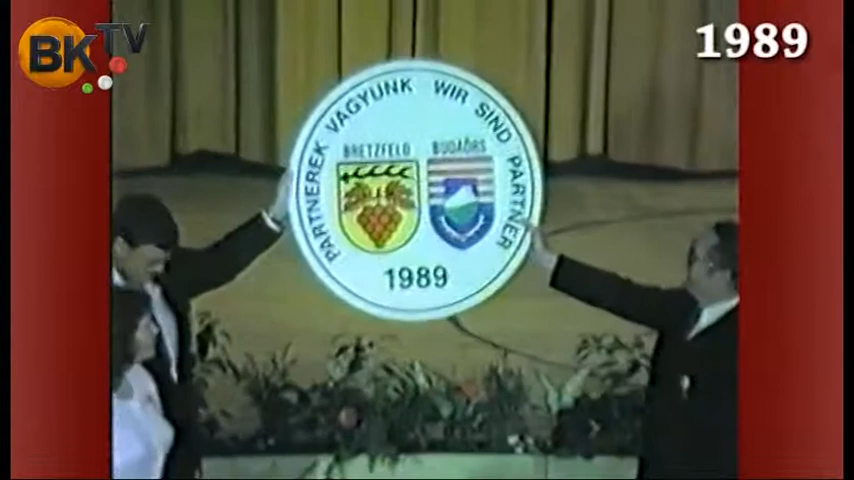 BKTV
1989
PARTNEREK VAGYUNK WIR SIND PARTNER
BRETZFELD BUDAÖRS
1989